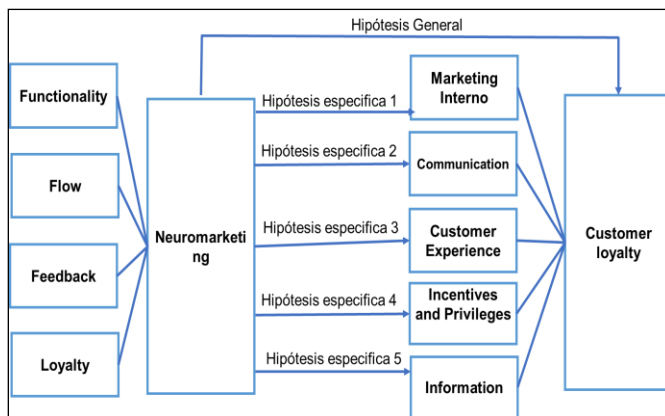 Hipótesis General
Functionality
Flow
Feedback
Loyalty
Neuromarketi
ng
Hipótesis especifica 1
Hipótesis especifica 2
Hipótesis especifica 3
Hipótesis especifica 4
Hipótesis especifica 5
Marketing
Interno
Communication
Customer
Experience
Incentives
and Privileges
Information
Customer
loyalty